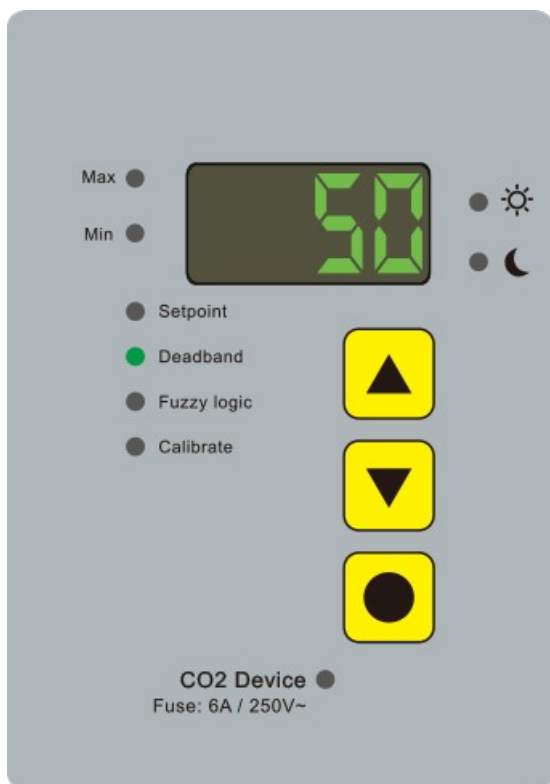 Max
50
Min
Setpoint
Deadband
Fuzzy logic
Calibrate
CO2 Device
Fuse: 6A / 250V~